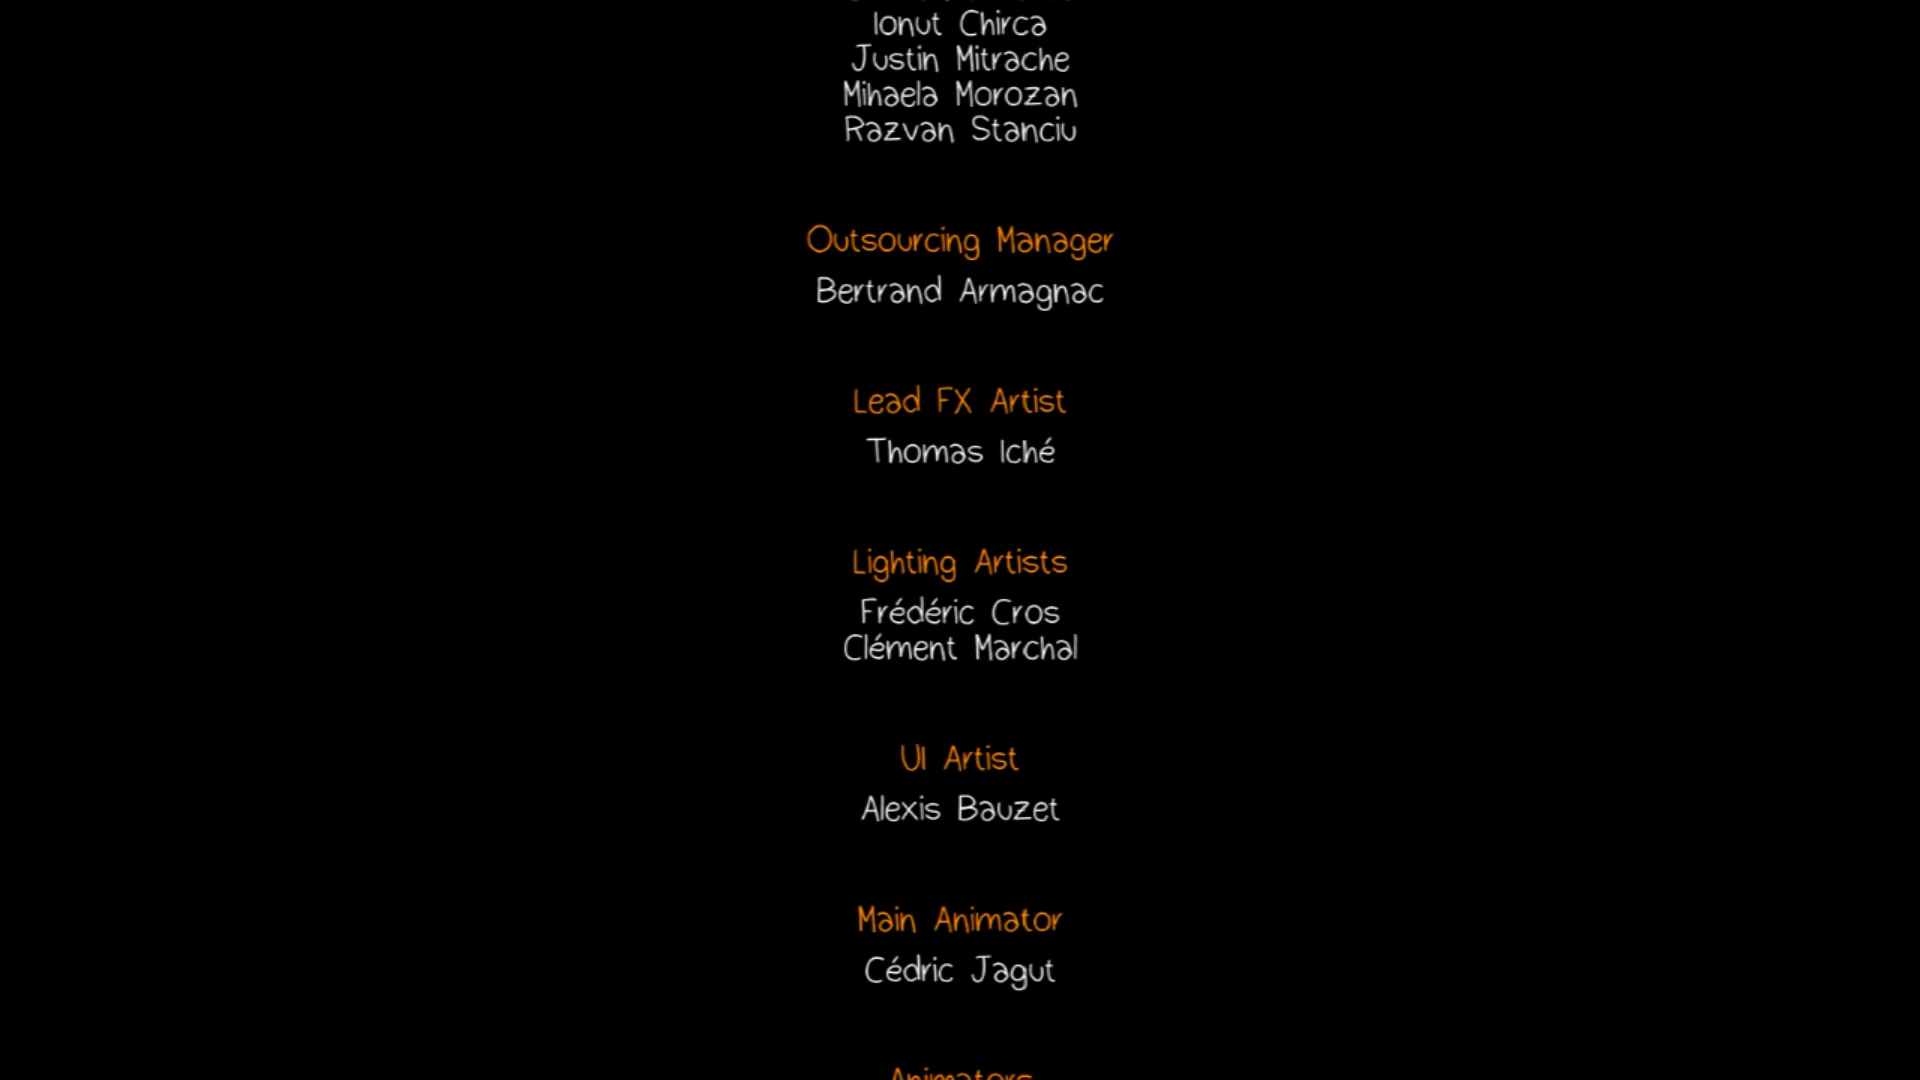 Ionut Chirca
Justin Mitrache
Mihaela Morozan
Razvan Stanciu
Outsourcing Manager
Bertrand Armagnac
Lead FX Artist
Thomas Iché
Lighting Artists
Frédéric Cros
Clément Marchal
UI Artist
Alexis Bauzet
Main Animator
Cédric Jagut
Animators